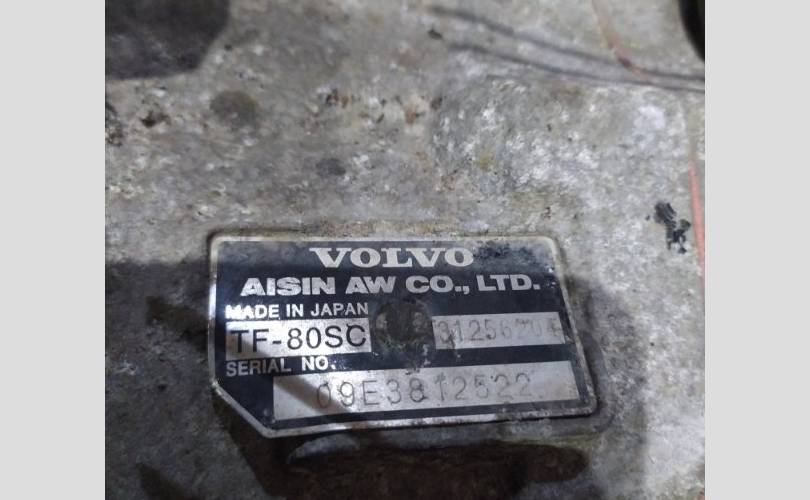 VOLVO
AISIN AW CO., LTD.
MADE IN JAPAN
TF-80SC
SERIAL NO.
09E3812522